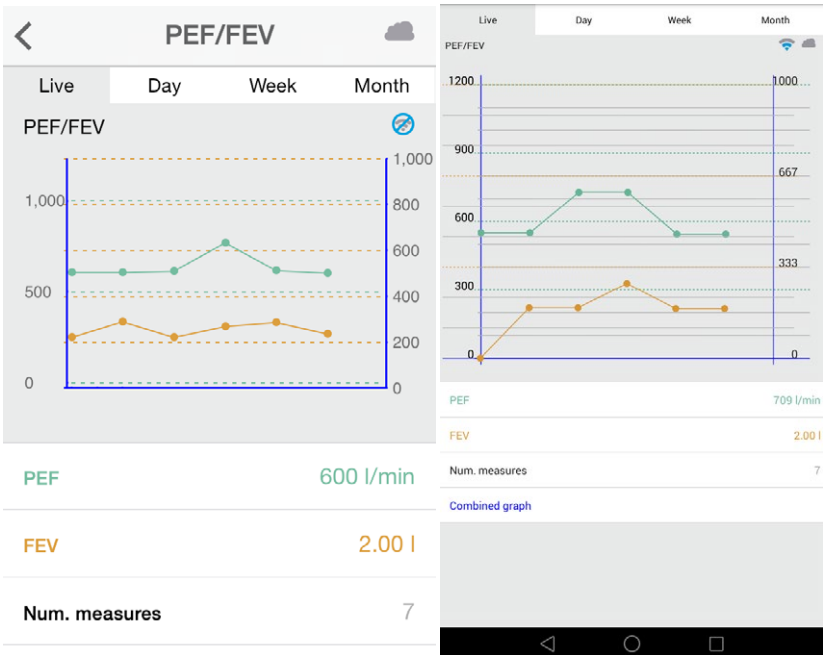 PEF/FEV
Live Day Week Month
PEF/FEV
1,000
1,000
800
600
500
400
200
0
0
PEF 600 l/min
FEV 2.00 l
Num. measures 7
Live Day Week Month
PEF/FEV
1200 1000
900
667
600
333
300
0 0
PEF 709 l/min
FEV 2.00 l
Num. measures 7
Combined graph